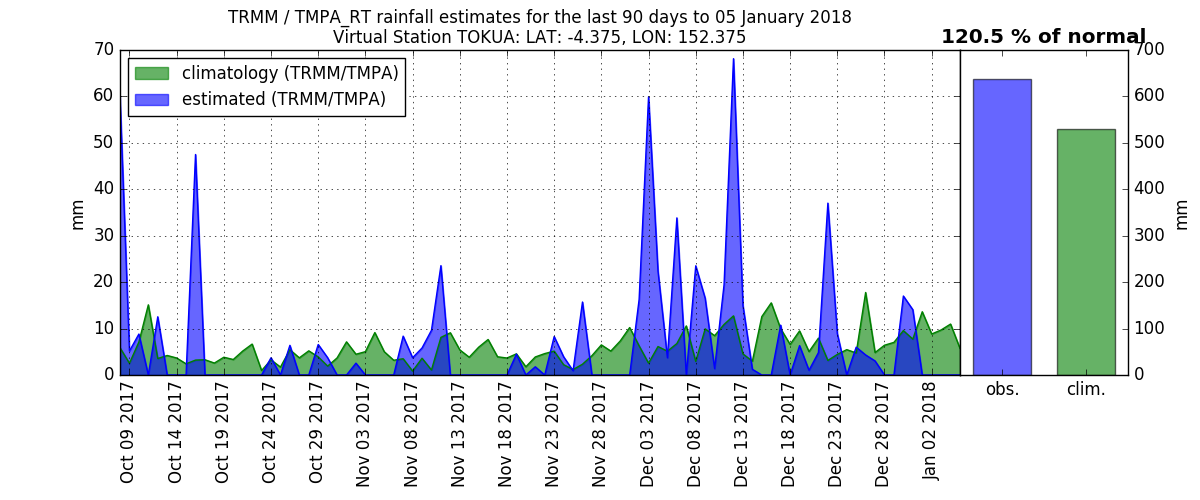 TRMM / TMPA_RT rainfall estimates for the last 90 days to 05 January 2018
Virtual Station TOKUA: LAT: -4.375, LON: 152.375
120.5 % of normal
climatology (TRMM/TMPA)
estimated (TRMM/TMPA)
70
60
50
40
30
20
10
0
mm
Oct 09 2017
Oct 14 2017
Oct 19 2017
Oct 24 2017
Oct 29 2017
Nov 03 2017
Nov 08 2017
Nov 13 2017
Nov 18 2017
Nov 23 2017
Nov 28 2017
Dec 03 2017
Dec 08 2017
Dec 13 2017
Dec 18 2017
Dec 23 2017
Dec 28 2017
Jan 02 2018
700
600
500
400
300
200
100
0
mm
obs.
clim.